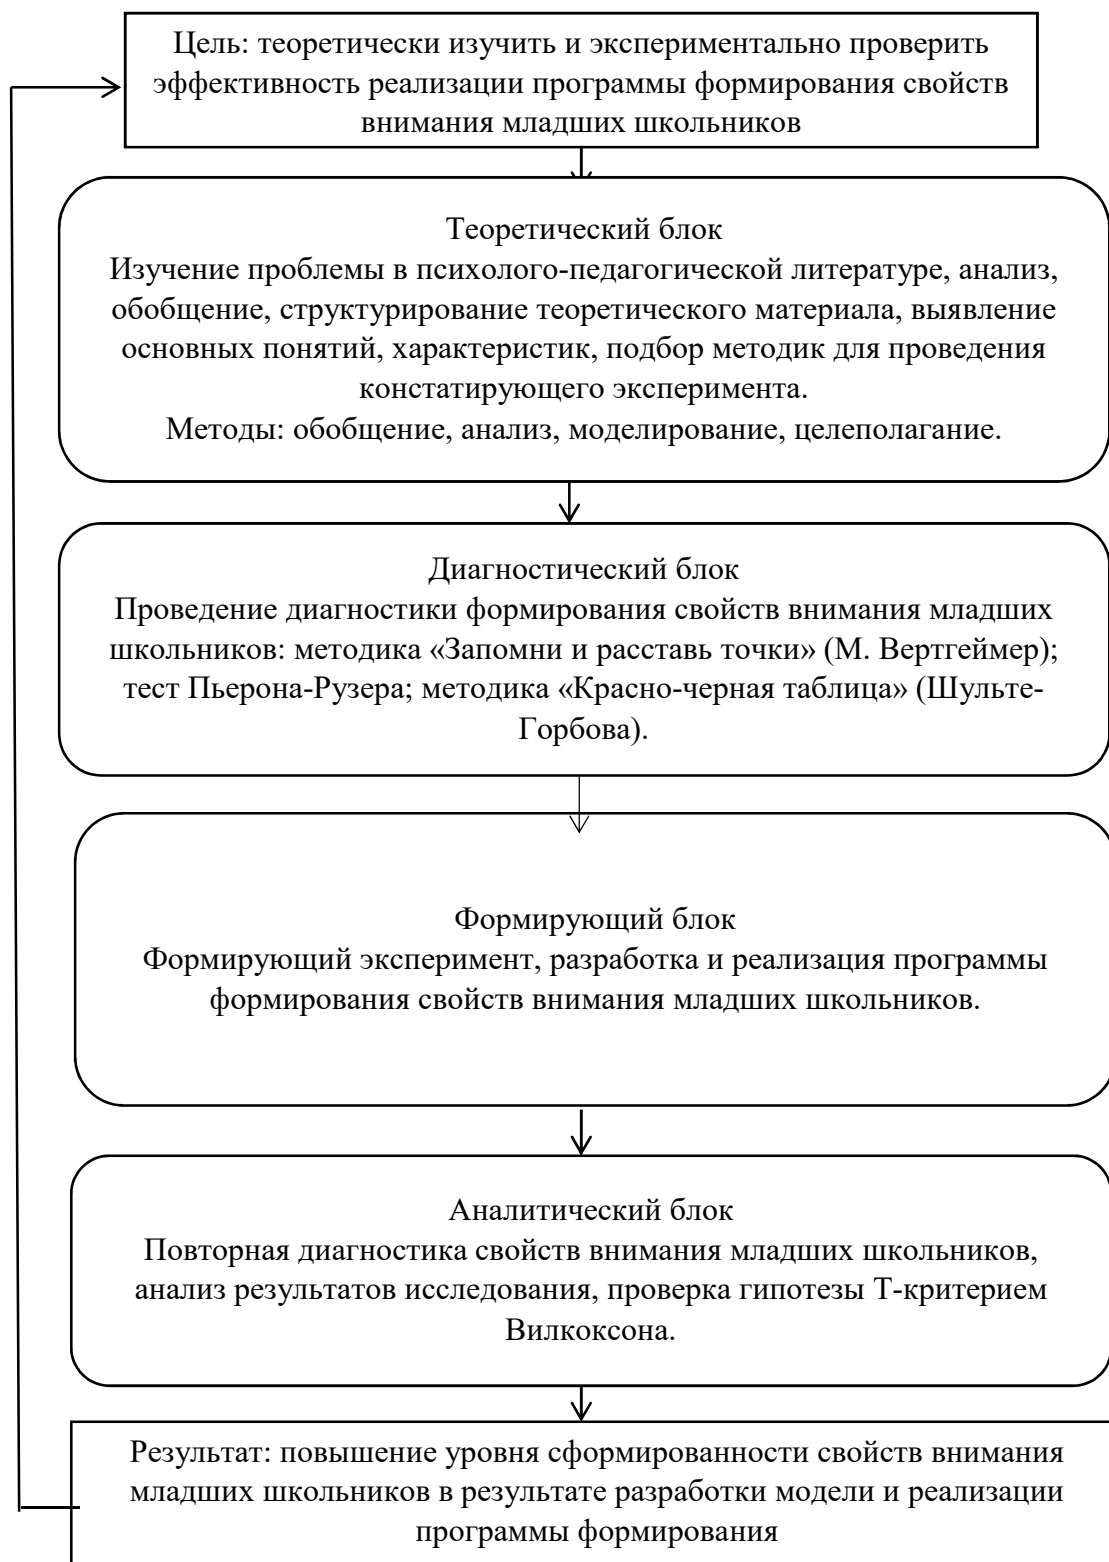 Цель: теоретически изучить и экспериментально проверить
эффективность реализации программы формирования свойств
внимания младших школьников
Теоретический блок
Изучение проблемы в психолого-педагогической литературе, анализ,
обобщение, структурирование теоретического материала, выявление
основных понятий, характеристик, подбор методик для проведения
констатирующего эксперимента.
Методы: обобщение, анализ, моделирование, целеполагание.
Диагностический блок
Проведение диагностики формирования свойств внимания младших
школьников: методика «Запомни и расставь точки» (М. Вертгеймер);
тест Пьерона-Рузера; методика «Красно-черная таблица» (Шульте-
Горбова).
Формирующий блок
Формирующий эксперимент, разработка и реализация программы
формирования свойств внимания младших школьников.
Аналитический блок
Повторная диагностика свойств внимания младших школьников,
анализ результатов исследования, проверка гипотезы Т-критерием
Вилкоксона.
Результат: повышение уровня сформированности свойств внимания
младших школьников в результате разработки модели и реализации
программы формирования